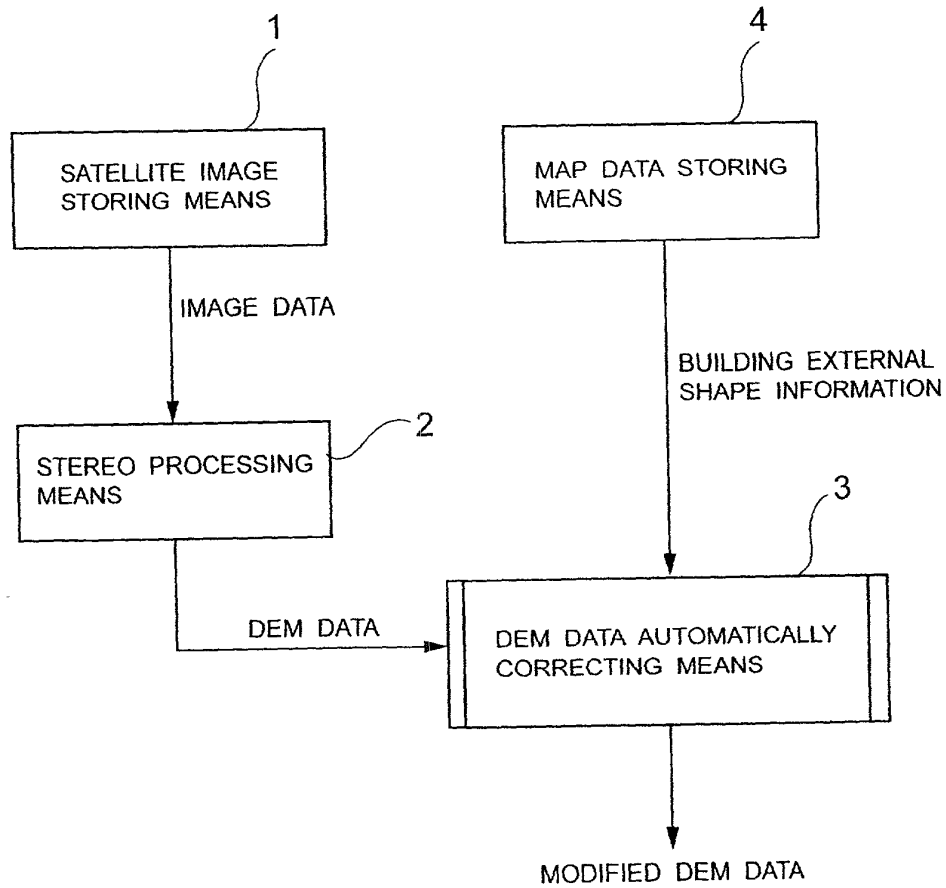 1
4
SATELLITE IMAGE
STORING MEANS
MAP DATA STORING
MEANS
IMAGE DATA
BUILDING EXTERNAL
SHAPE INFORMATION
2
STEREO PROCESSING
MEANS
3
DEM DATA
DEM DATA AUTOMATICALLY
CORRECTING MEANS
MODIFIED DEM DATA